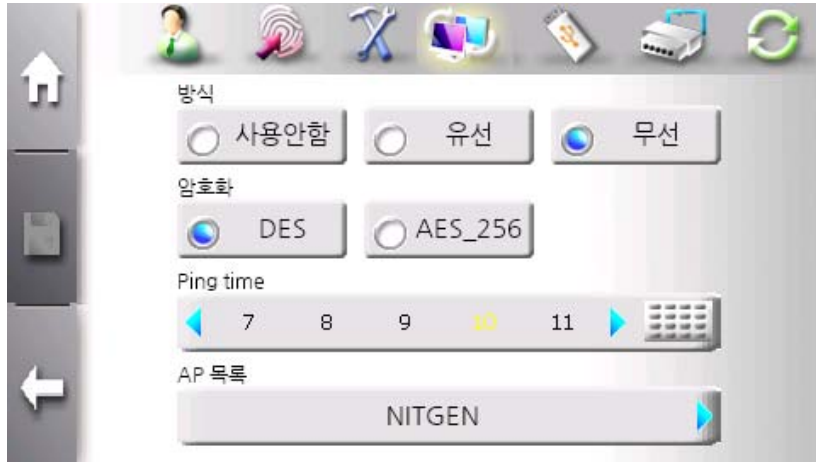 방식
사용안함 유선 무선
암호화
DES AES_256
Ping time
7 8 9 10 11
AP 목록
NITGEN